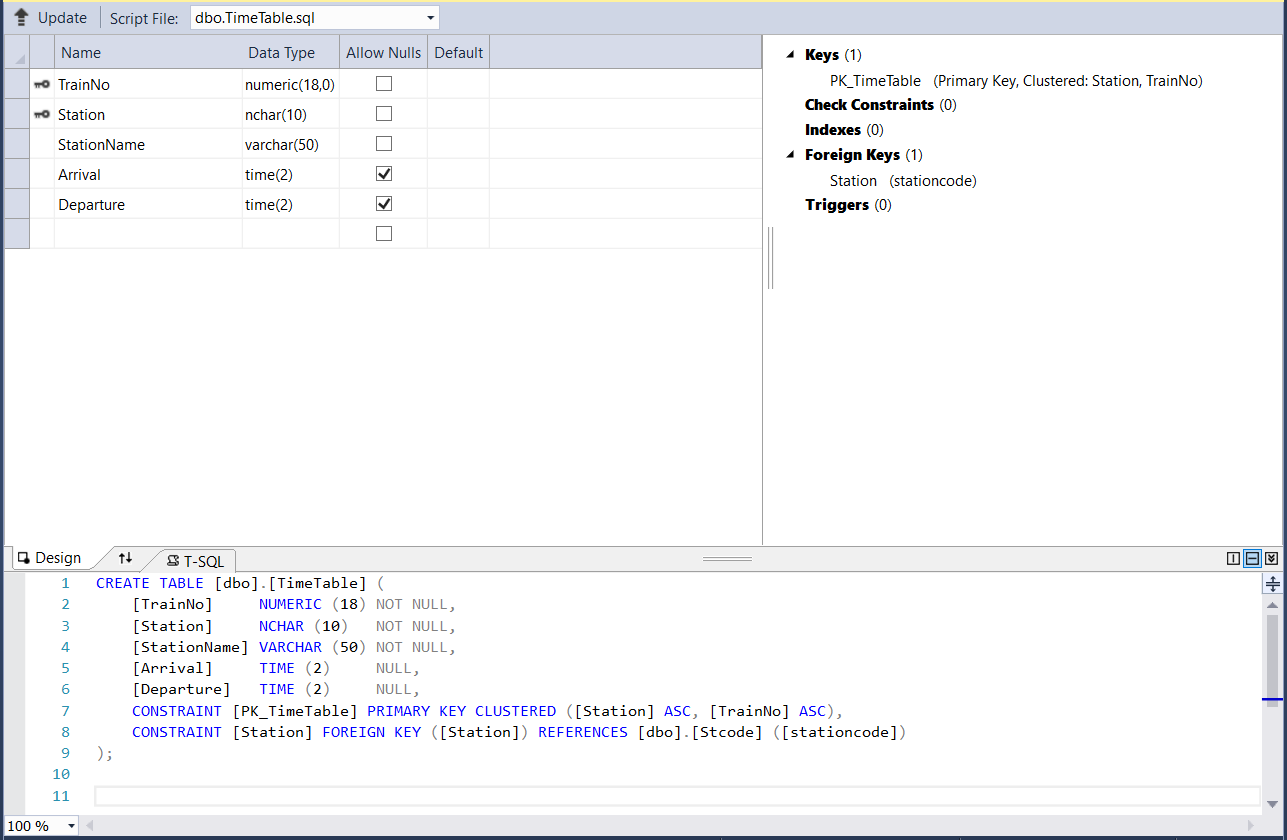 Update Script File: dbo.TimeTable.sql
Name Data Type Allow Nulls Default
TrainNo numeric(18,0)
Station nchar(10)
StationName varchar(50)
Arrival time(2)
Departure time(2)
Keys (1)
PK_TimeTable (Primary Key, Clustered: Station, TrainNo)
Check Constraints (0)
Indexes (0)
Foreign Keys (1)
Station (stationcode)
Triggers (0)
Design T-SQL
1 CREATE TABLE [dbo].[TimeTable] (
2 [TrainNo] NUMERIC (18) NOT NULL,
3 [Station] NCHAR (10) NOT NULL,
4 [StationName] VARCHAR (50) NOT NULL,
5 [Arrival] TIME (2) NULL,
6 [Departure] TIME (2) NULL,
7 CONSTRAINT [PK_TimeTable] PRIMARY KEY CLUSTERED ([Station] ASC, [TrainNo] ASC),
8 CONSTRAINT [Station] FOREIGN KEY ([Station]) REFERENCES [dbo].[Stcode] ([stationcode])
9 );
10
11
100 %